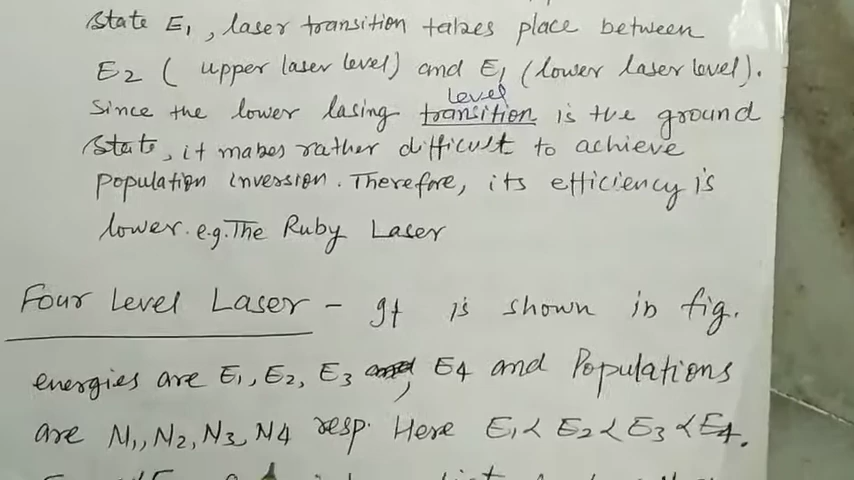 State E₁, laser transition takes place between
E₂ ( upper laser level) and E₁ (lower laser level).
level
Since the lower lasing transition is the ground
State, it makes rather difficult to achieve
population inversion. Therefore, its efficiency is
lower. e.g. The Ruby Laser
Four Level Laser - It is shown in fig.
energies are E₁, E₂, E₃, E₄ and Populations
are N₁, N₂, N₃, N₄ resp. Here E₁ < E₂ < E₃ < E₄.